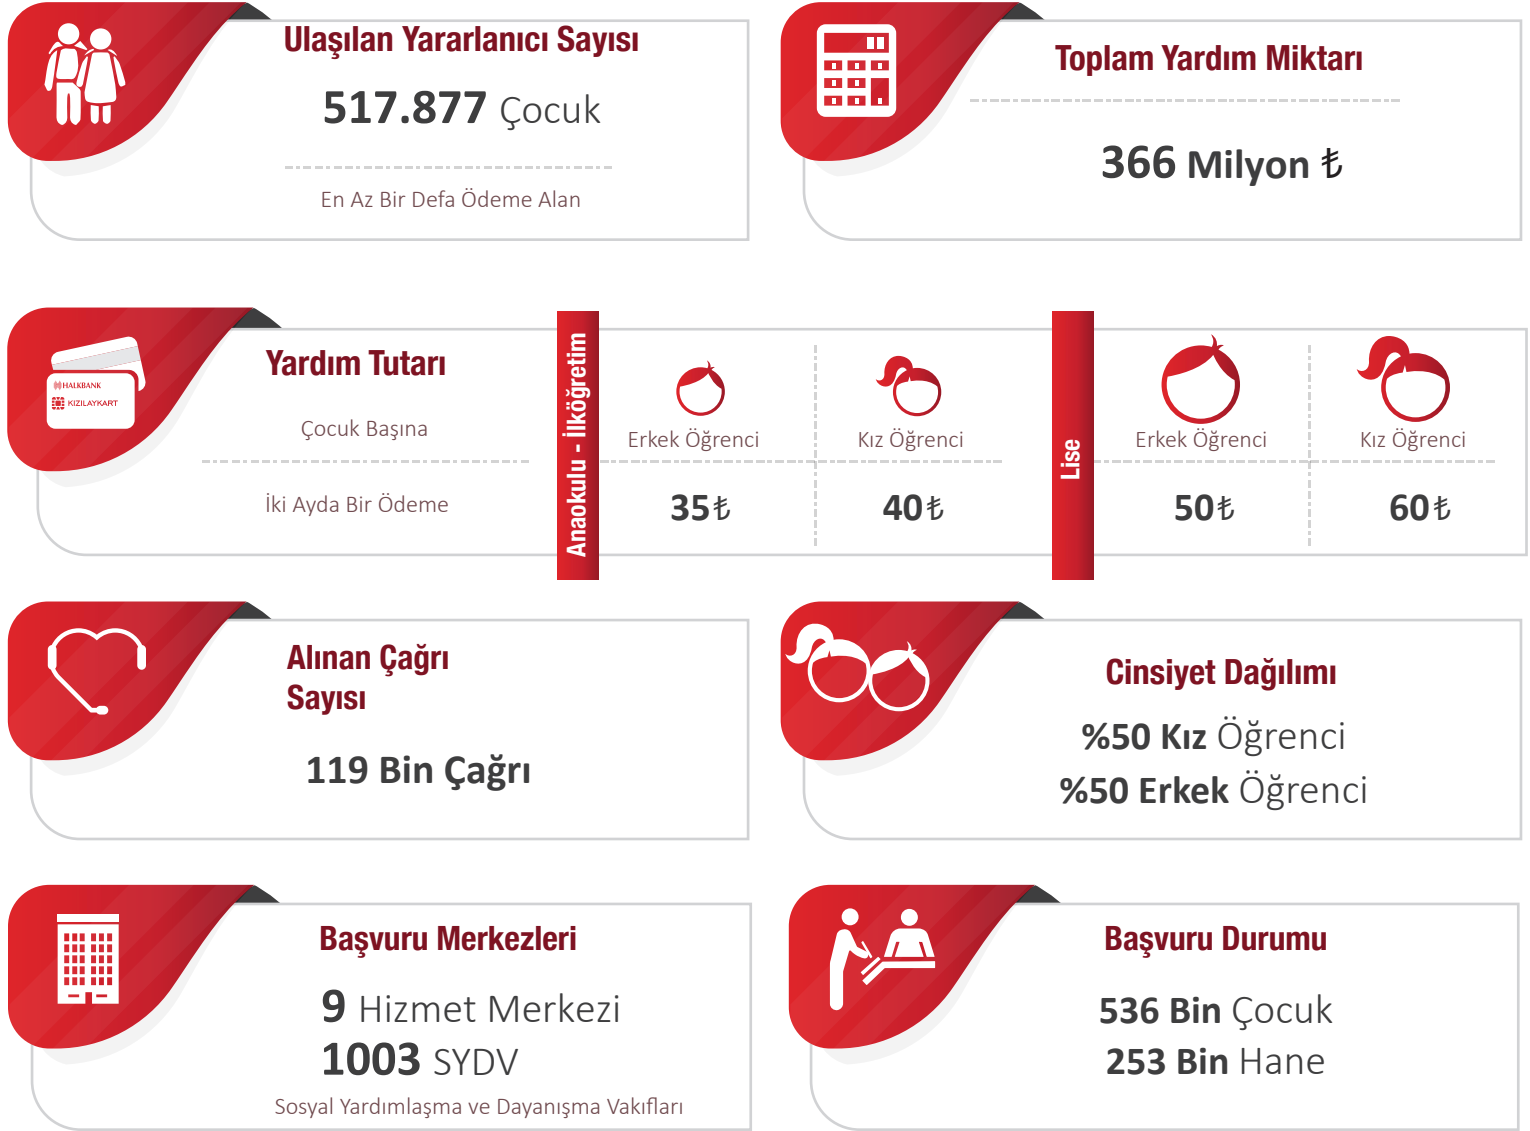 Ulaşılan Yararlanıcı Sayısı
517.877 Çocuk
En Az Bir Defa Ödeme Alan
Toplam Yardım Miktarı
366 Milyon ₺
HALKBANK
KIZILAYKART
Yardım Tutarı
Çocuk Başına
İki Ayda Bir Ödeme
Anaokulu - İlköğretim
Erkek Öğrenci
35₺
Kız Öğrenci
40₺
Lise
Erkek Öğrenci
50₺
Kız Öğrenci
60₺
Alınan Çağrı
Sayısı
119 Bin Çağrı
Cinsiyet Dağılımı
%50 Kız Öğrenci
%50 Erkek Öğrenci
Başvuru Merkezleri
9 Hizmet Merkezi
1003 SYDV
Sosyal Yardımlaşma ve Dayanışma Vakıfları
Başvuru Durumu
536 Bin Çocuk
253 Bin Hane